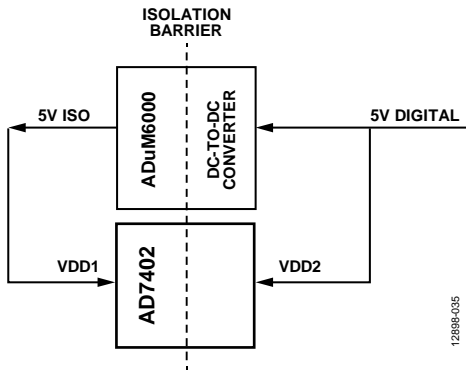 ISOLATION
BARRIER
5V ISO
ADuM6000
DC-TO-DC
CONVERTER
5V DIGITAL
VDD1
AD7402
VDD2
12898-035